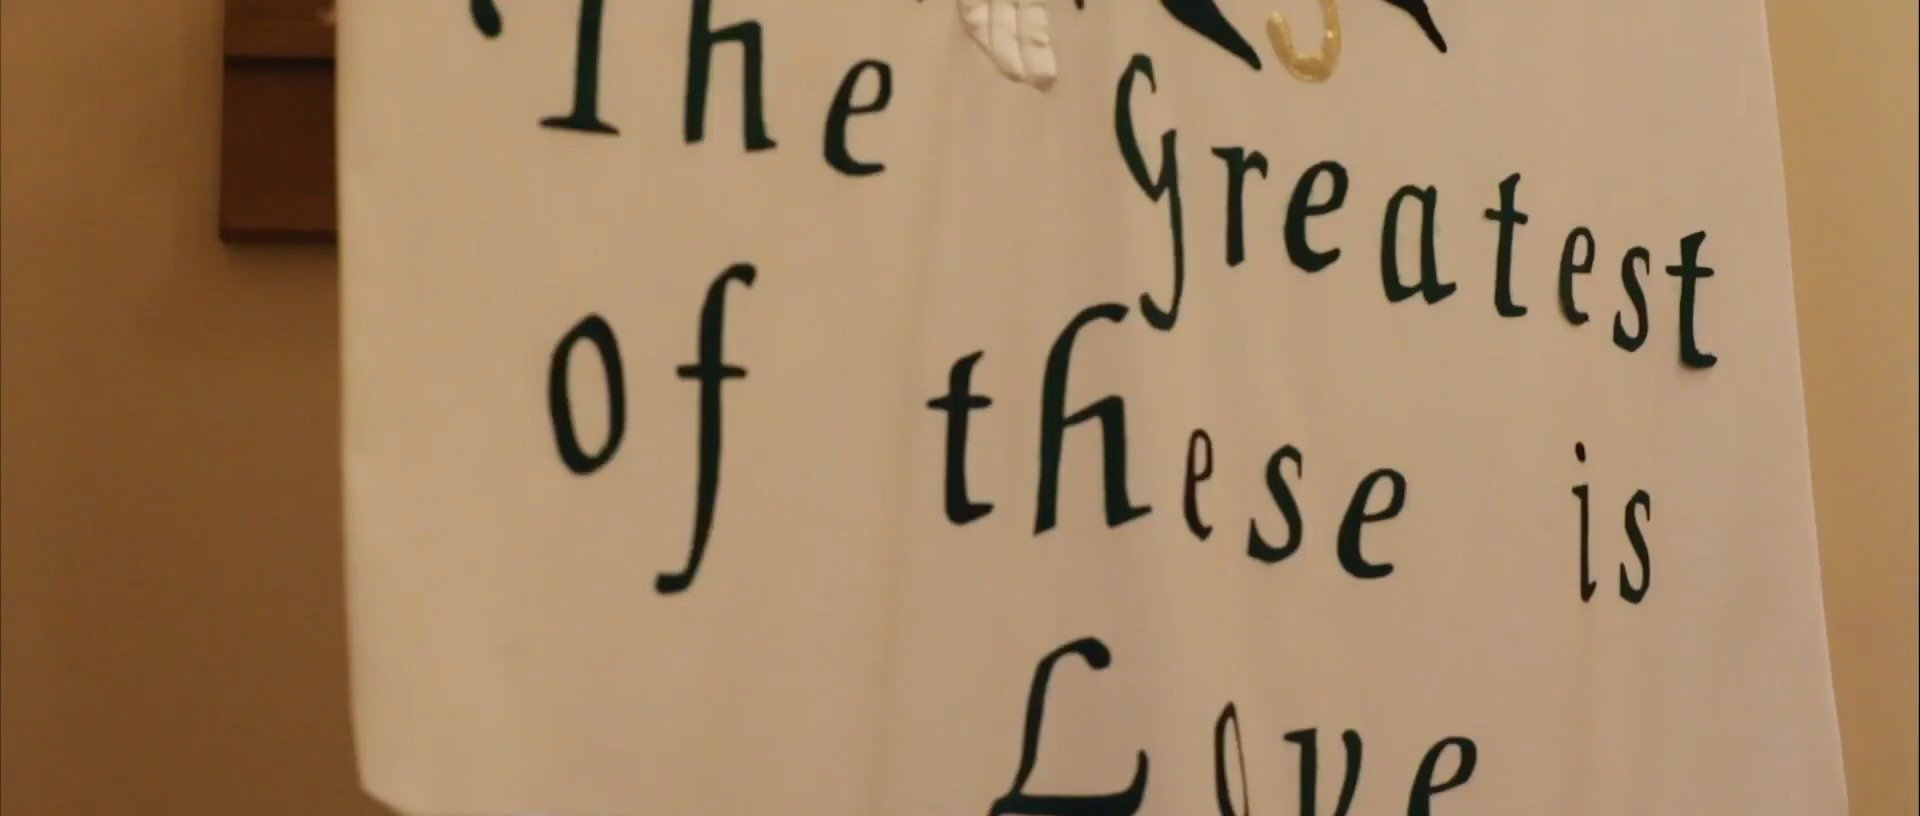 The greatest
of these is
Love